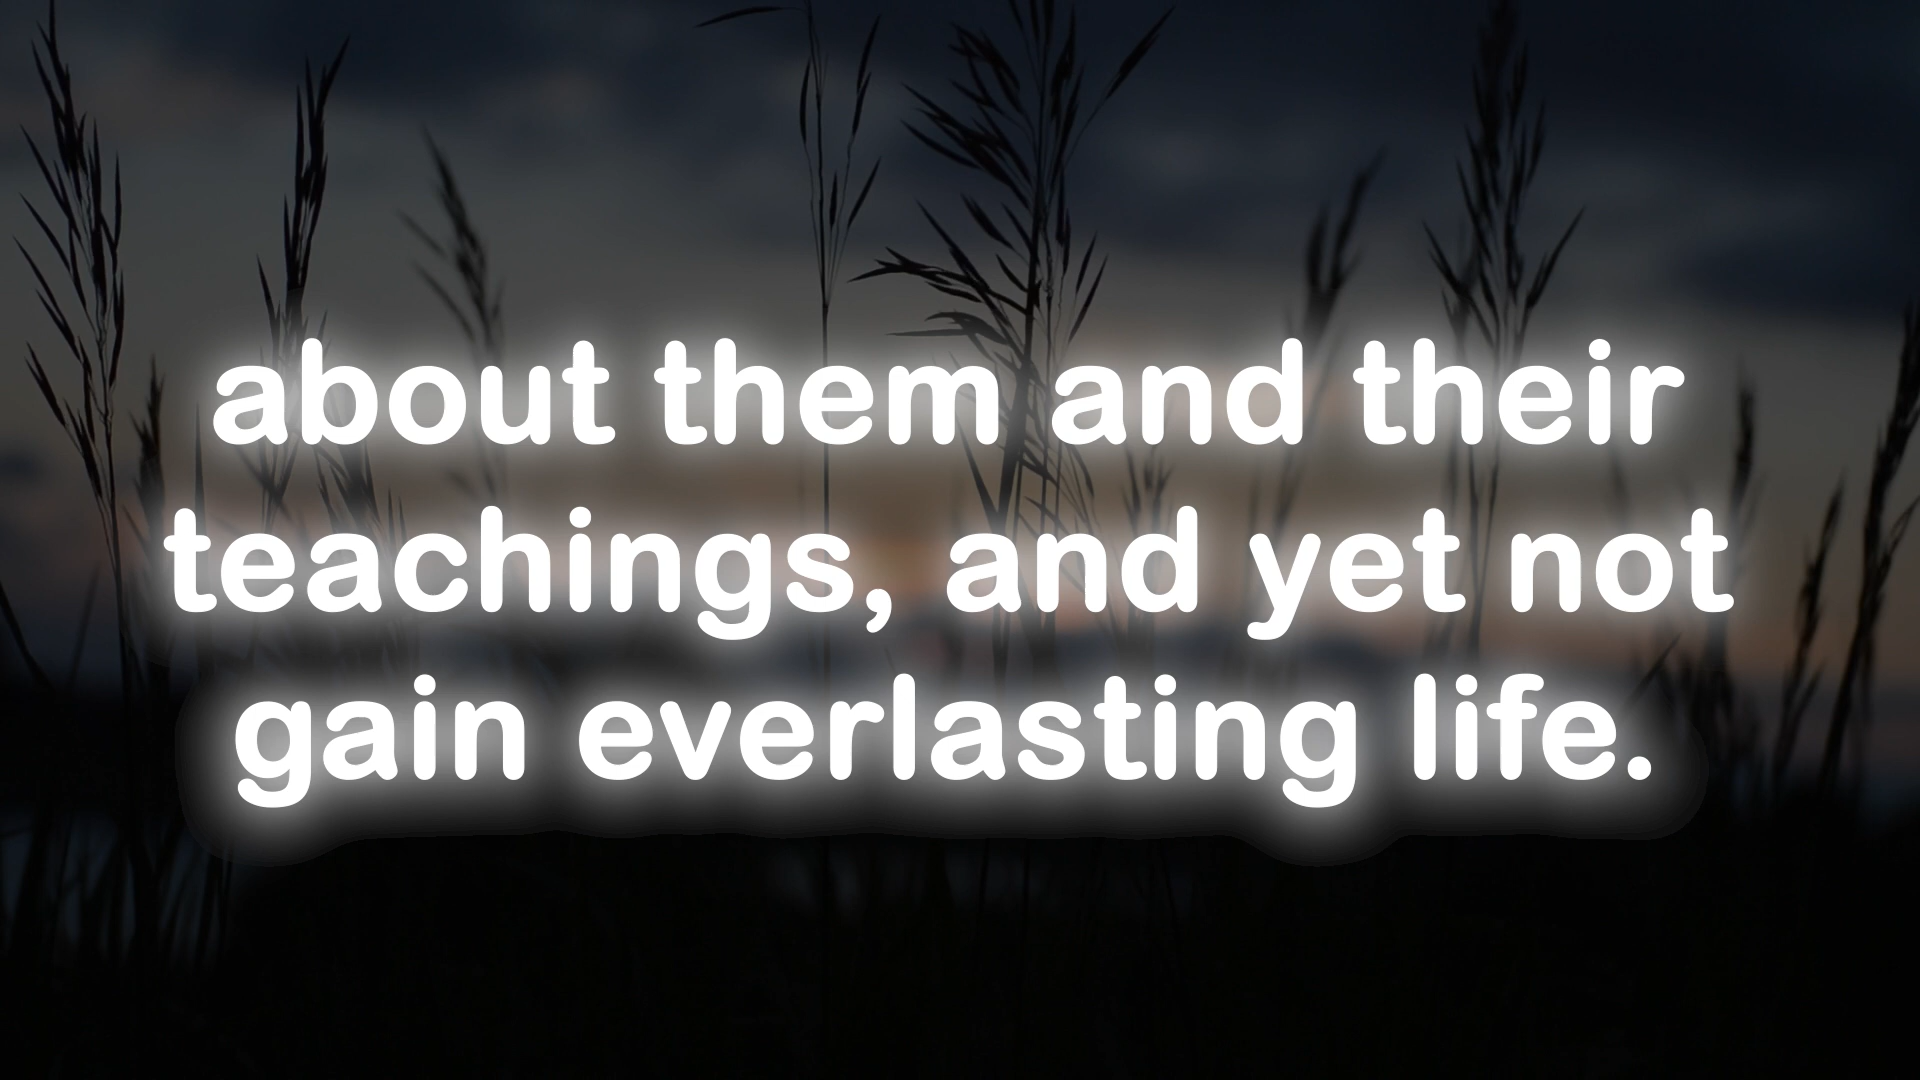 about them and their
teachings, and yet not
gain everlasting life.